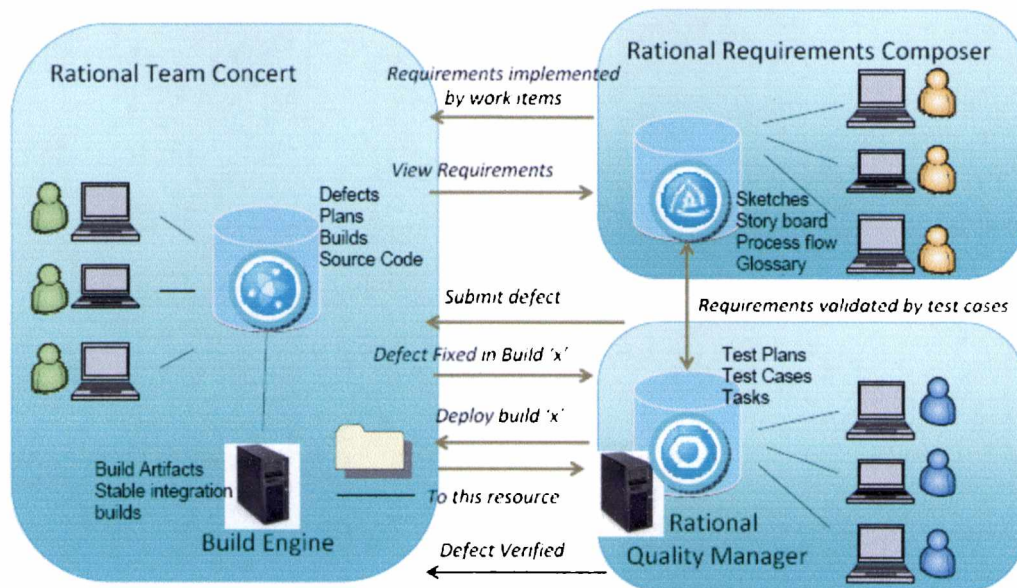 Rational Team Concert
Defects
Plans
Builds
Source Code
Build Artifacts
Stable integration
builds
Build Engine
Requirements implemented
by work items
View Requirements
Submit defect
Defect Fixed in Build 'x'
Deploy build 'x'
To this resource
Defect Verified
Rational Requirements Composer
Sketches
Story board
Process flow
Glossary
Requirements validated by test cases
Test Plans
Test Cases
Tasks
Rational
Quality Manager